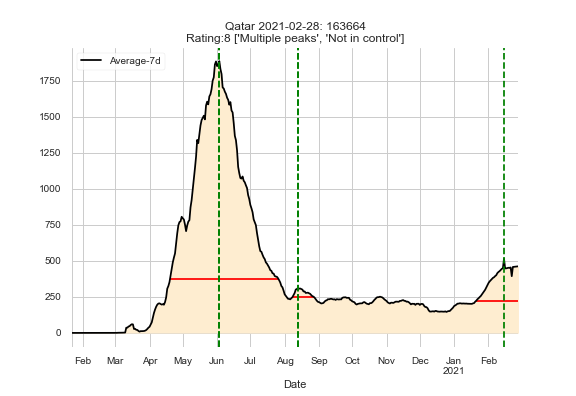 Qatar 2021-02-28: 163664
Rating:8 ['Multiple peaks', 'Not in control']
Average-7d
1750
1500
1250
1000
750
500
250
0
Feb Mar Apr May Jun Jul Aug Sep Oct Nov Dec Jan Feb
2021
Date